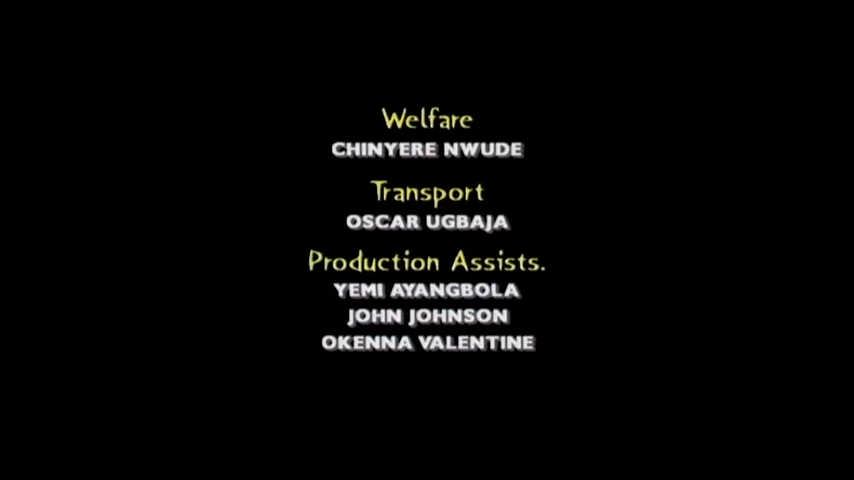 Welfare
CHINYERE NWUDE
Transport
OSCAR UGBAJA
Production Assists.
YEMI AYANGBOLA
JOHN JOHNSON
OKENNA VALENTINE